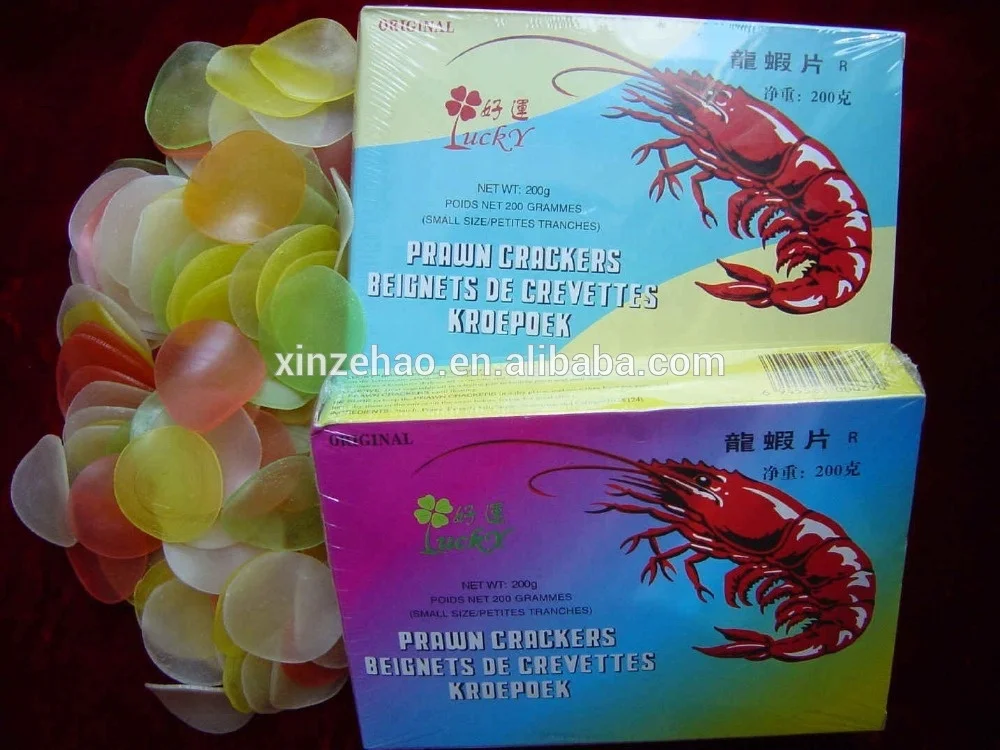 ORIGINAL
龍蝦片 R
净重：200克
好運
Lucky
NET WT: 200g
POIDS NET 200 GRAMMES
(SMALL SIZE/PETITES TRANCHES)
PRAWN CRACKERS
BEIGNETS DE CREVETTES
KROEPOEK
xinzehao.en.alibaba.com
ORIGINAL
龍蝦片 R
净重：200克
好運
Lucky
NET WT: 200g
POIDS NET 200 GRAMMES
(SMALL SIZE/PETITES TRANCHES)
PRAWN CRACKERS
BEIGNETS DE CREVETTES
KROEPOEK